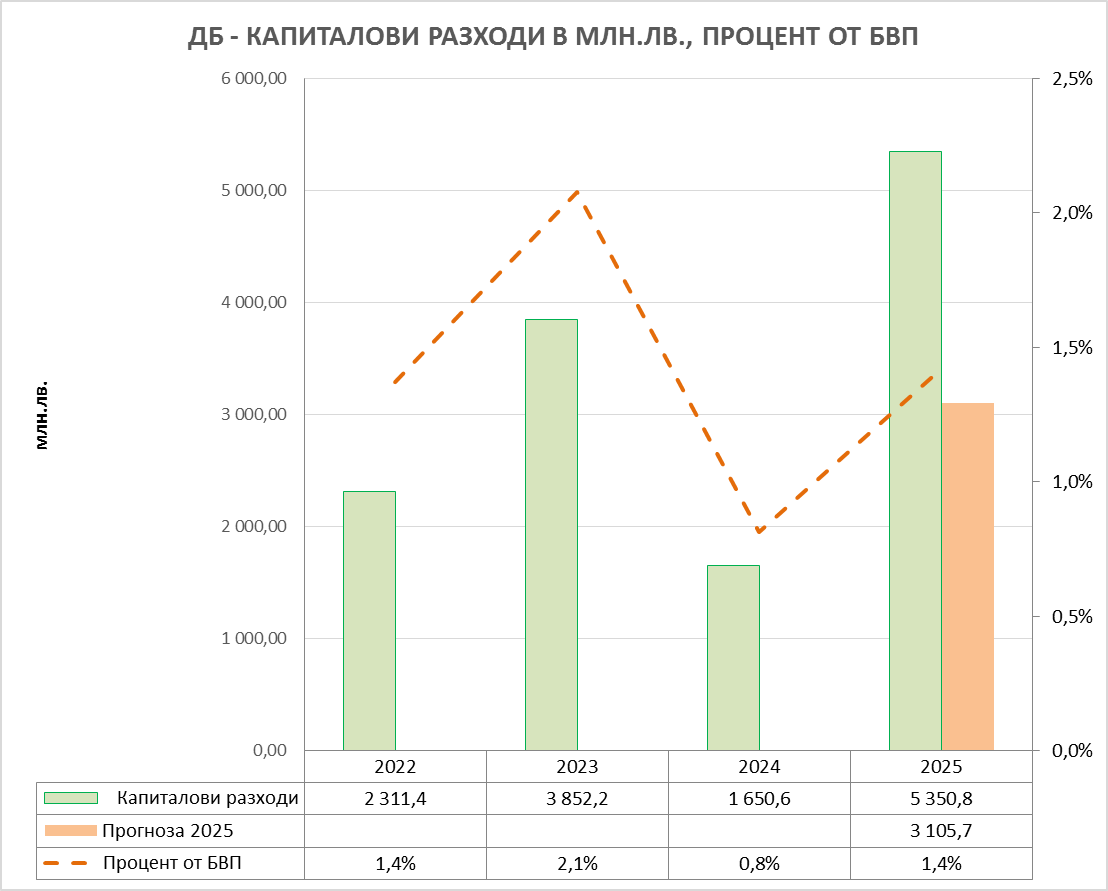 ДБ - КАПИТАЛОВИ РАЗХОДИ В МЛН.ЛВ., ПРОЦЕНТ ОТ БВП
6 000,00
5 000,00
4 000,00
3 000,00
2 000,00
1 000,00
0,00
млн.лв.
2,5%
2,0%
1,5%
1,0%
0,5%
0,0%
2022 2023 2024 2025
Капиталови разходи 2 311,4 3 852,2 1 650,6 5 350,8
Прогноза 2025 3 105,7
Процент от БВП 1,4% 2,1% 0,8% 1,4%